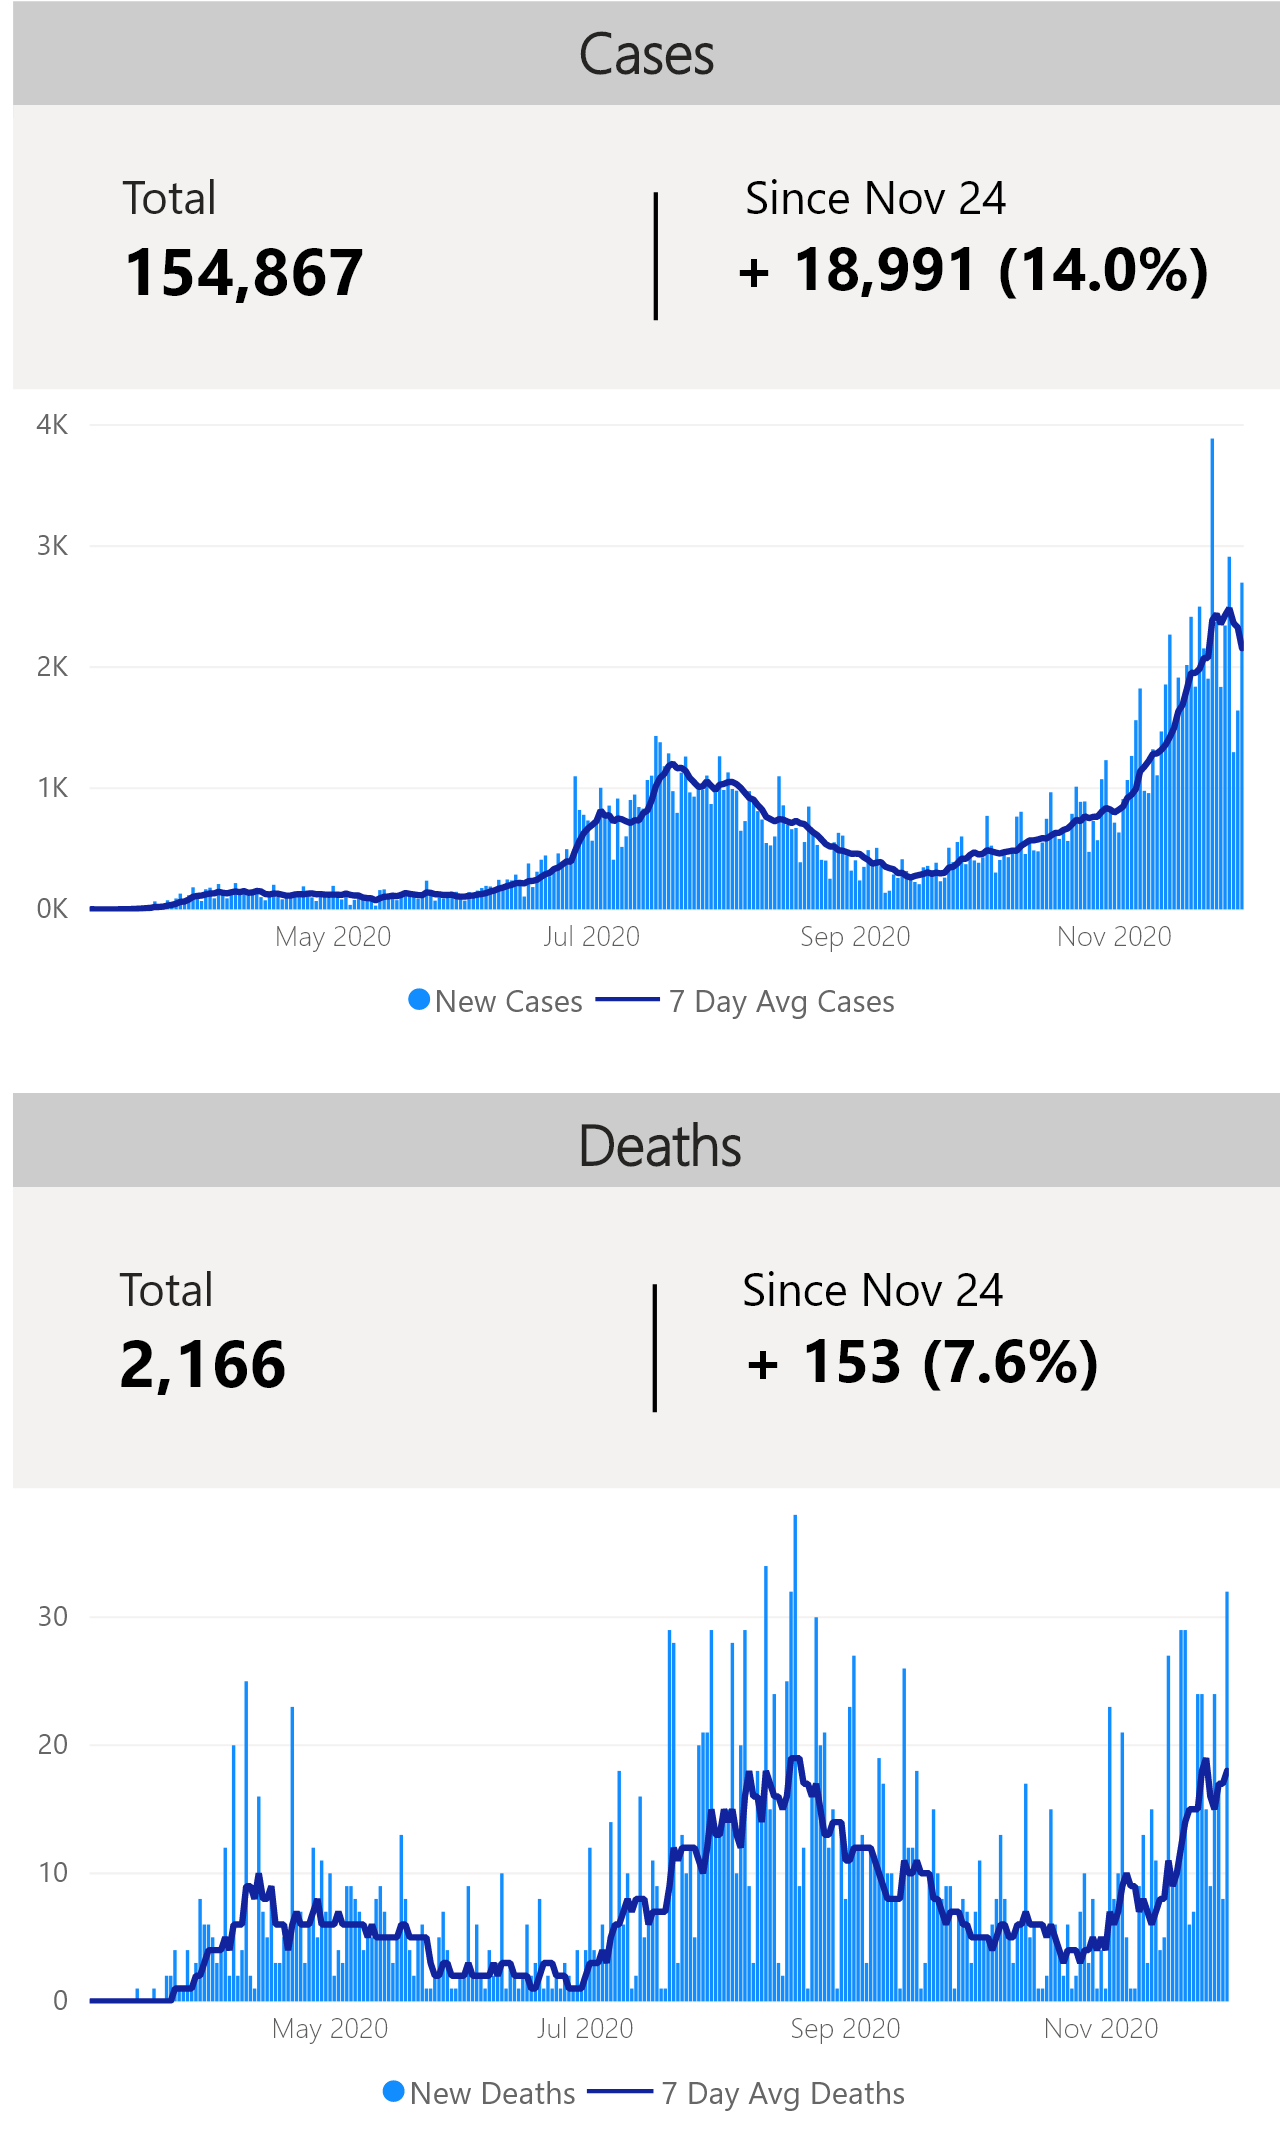 Cases
Total
154,867
Since Nov 24
+ 18,991 (14.0%)
4K
3K
2K
1K
0K
May 2020
Jul 2020
Sep 2020
Nov 2020
New Cases
7 Day Avg Cases
Deaths
Total
2,166
Since Nov 24
+ 153 (7.6%)
30
20
10
0
May 2020
Jul 2020
Sep 2020
Nov 2020
New Deaths
7 Day Avg Deaths